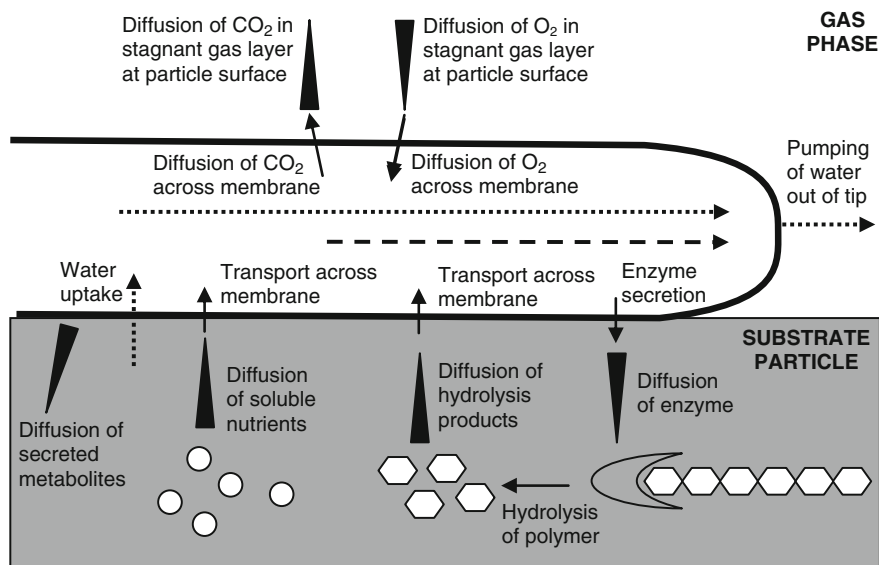 Diffusion of CO₂ in
stagnant gas layer
at particle surface
Diffusion of O₂ in
stagnant gas layer
at particle surface
GAS
PHASE
Diffusion of CO₂
across membrane
Diffusion of O₂
across membrane
Pumping
of water
out of tip
Water
uptake
Transport across
membrane
Transport across
membrane
Enzyme
secretion
SUBSTRATE
PARTICLE
Diffusion of
secreted
metabolites
Diffusion
of soluble
nutrients
Diffusion of
hydrolysis
products
Diffusion
of enzyme
Hydrolysis
of polymer